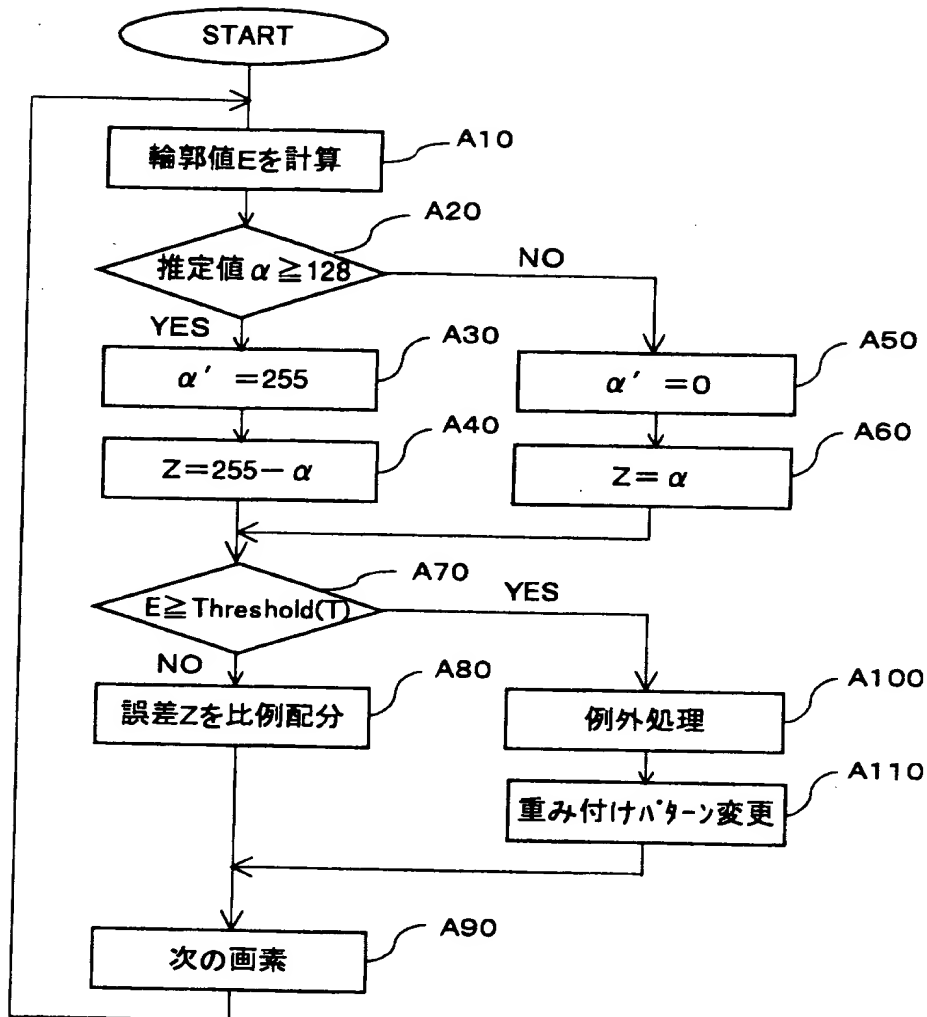 START
輪郭値Eを計算
A10
推定値α≧128
A20
NO
YES
α'=255
A30
α'=0
A50
Z=255-α
A40
Z=α
A60
E≧Threshold(T)
A70
YES
NO
誤差Zを比例配分
A80
例外処理
A100
重み付けパターン変更
A110
次の画素
A90